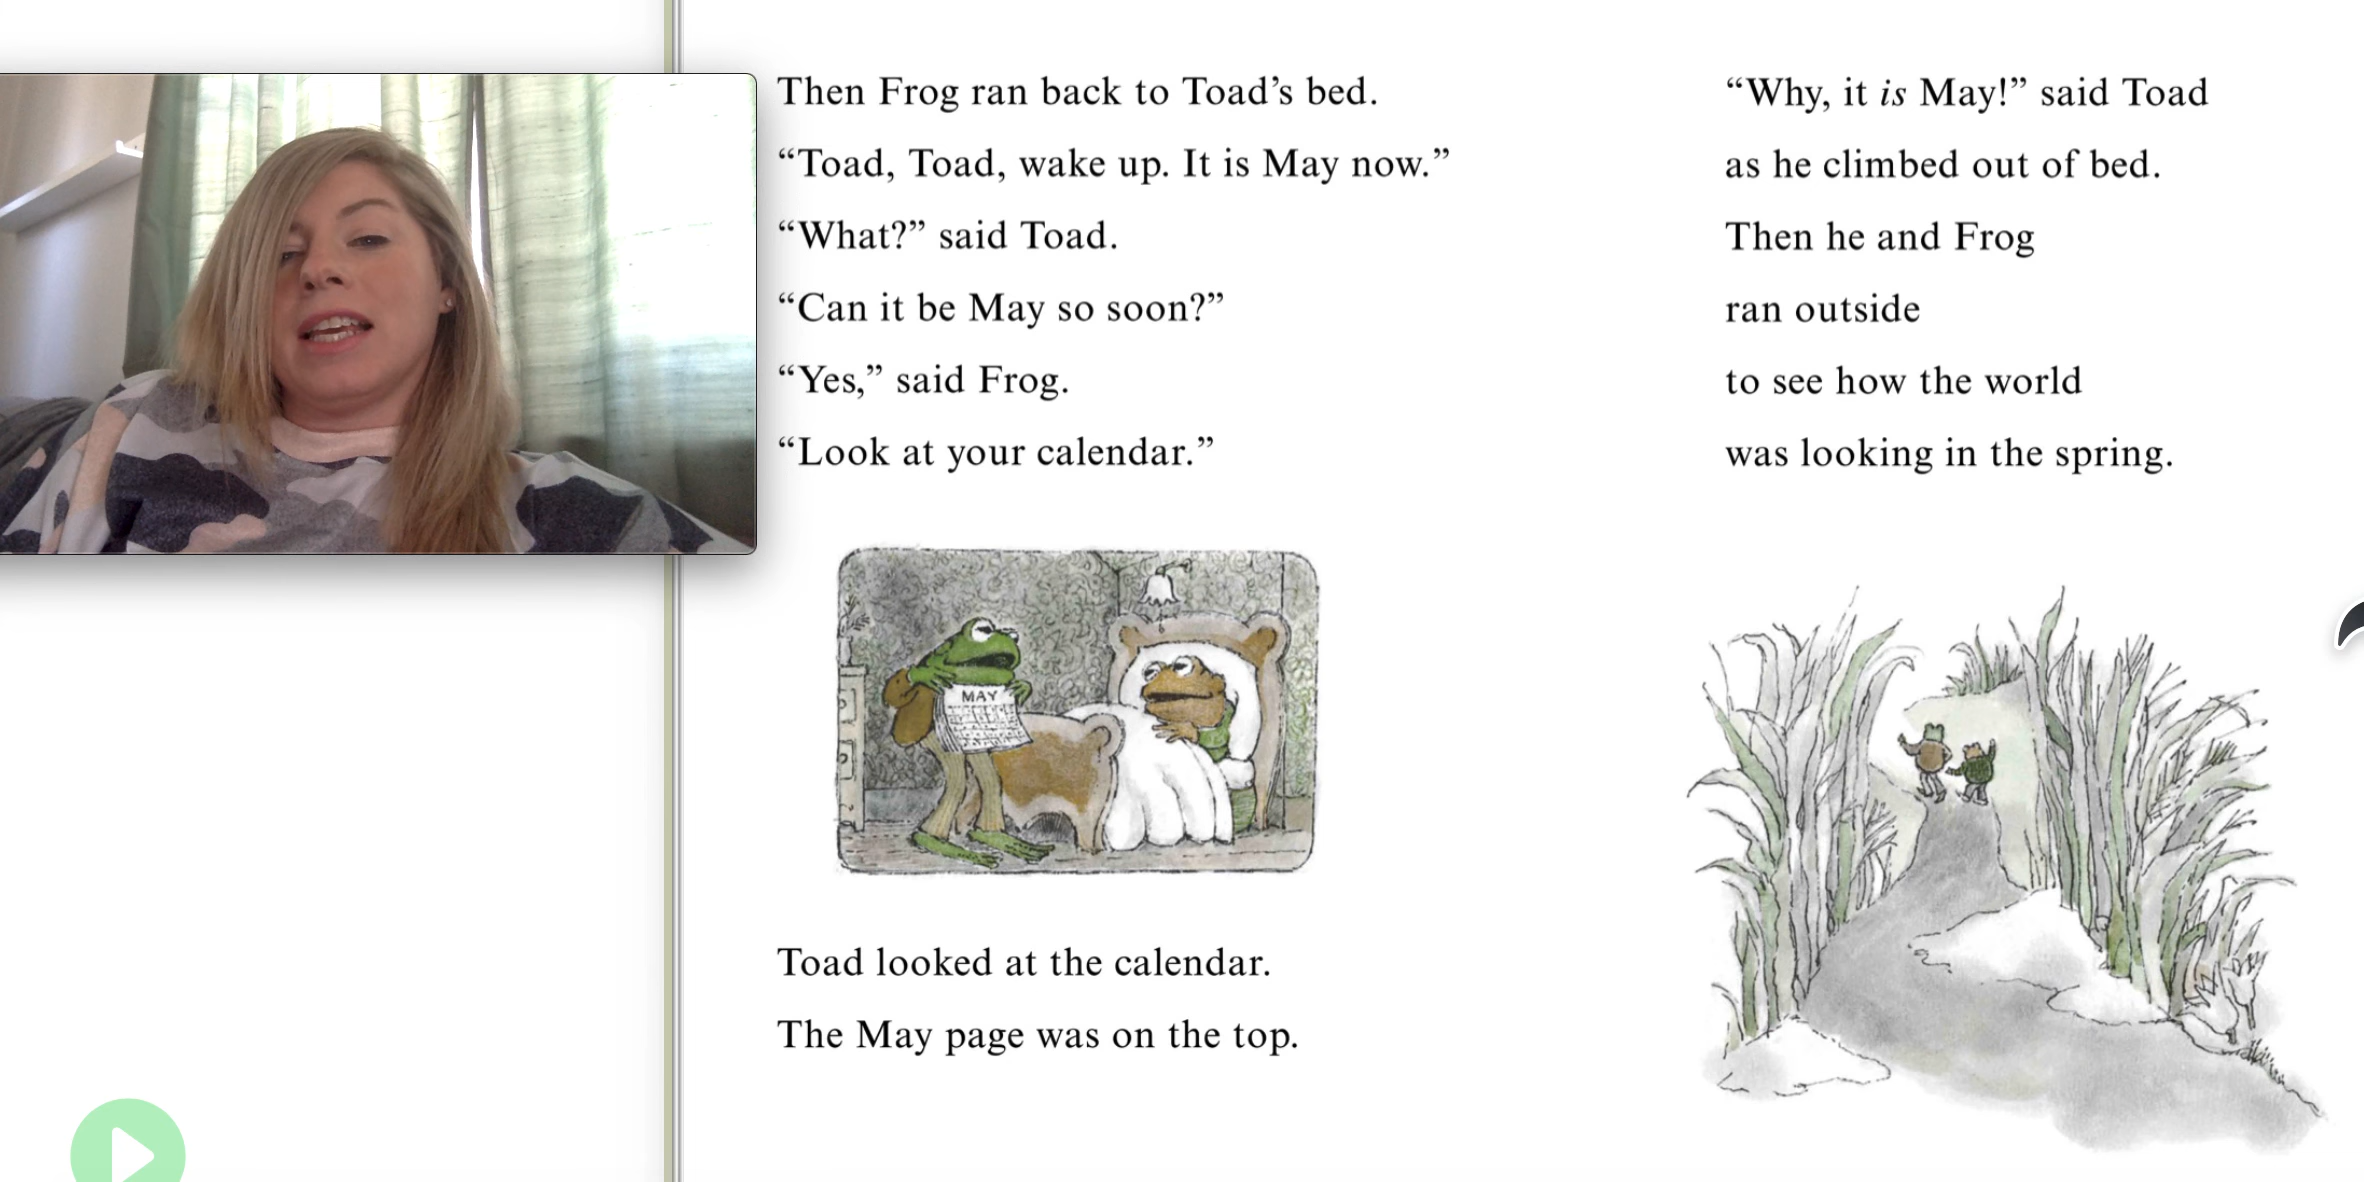 Then Frog ran back to Toad’s bed.
“Toad, Toad, wake up. It is May now.”
“What?” said Toad.
“Can it be May so soon?”
“Yes,” said Frog.
“Look at your calendar.”
MAY
Toad looked at the calendar.
The May page was on the top.
“Why, it is May!” said Toad
as he climbed out of bed.
Then he and Frog
ran outside
to see how the world
was looking in the spring.